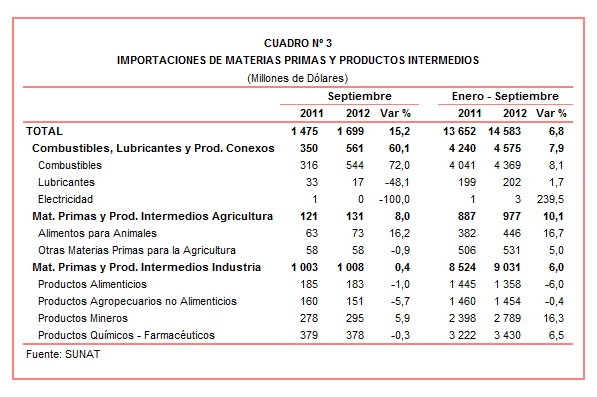 CUADRO Nº 3
IMPORTACIONES DE MATERIAS PRIMAS Y PRODUCTOS INTERMEDIOS
(Millones de Dólares)
Septiembre Enero - Septiembre
2011 2012 Var % 2011 2012 Var %
TOTAL 1 475 1 699 15,2 13 652 14 583 6,8
Combustibles, Lubricantes y Prod. Conexos 350 561 60,1 4 240 4 575 7,9
Combustibles 316 544 72,0 4 041 4 369 8,1
Lubricantes 33 17 -48,1 199 202 1,7
Electricidad 1 0 -100,0 1 3 239,5
Mat. Primas y Prod. Intermedios Agricultura 121 131 8,0 887 977 10,1
Alimentos para Animales 63 73 16,2 382 446 16,7
Otras Materias Primas para la Agricultura 58 58 -0,9 506 531 5,0
Mat. Primas y Prod. Intermedios Industria 1 003 1 008 0,4 8 524 9 031 6,0
Productos Alimenticios 185 183 -1,0 1 445 1 358 -6,0
Productos Agropecuarios no Alimenticios 160 151 -5,7 1 460 1 454 -0,4
Productos Mineros 278 295 5,9 2 398 2 789 16,3
Productos Químicos - Farmacéuticos 379 378 -0,3 3 222 3 430 6,5
Fuente: SUNAT